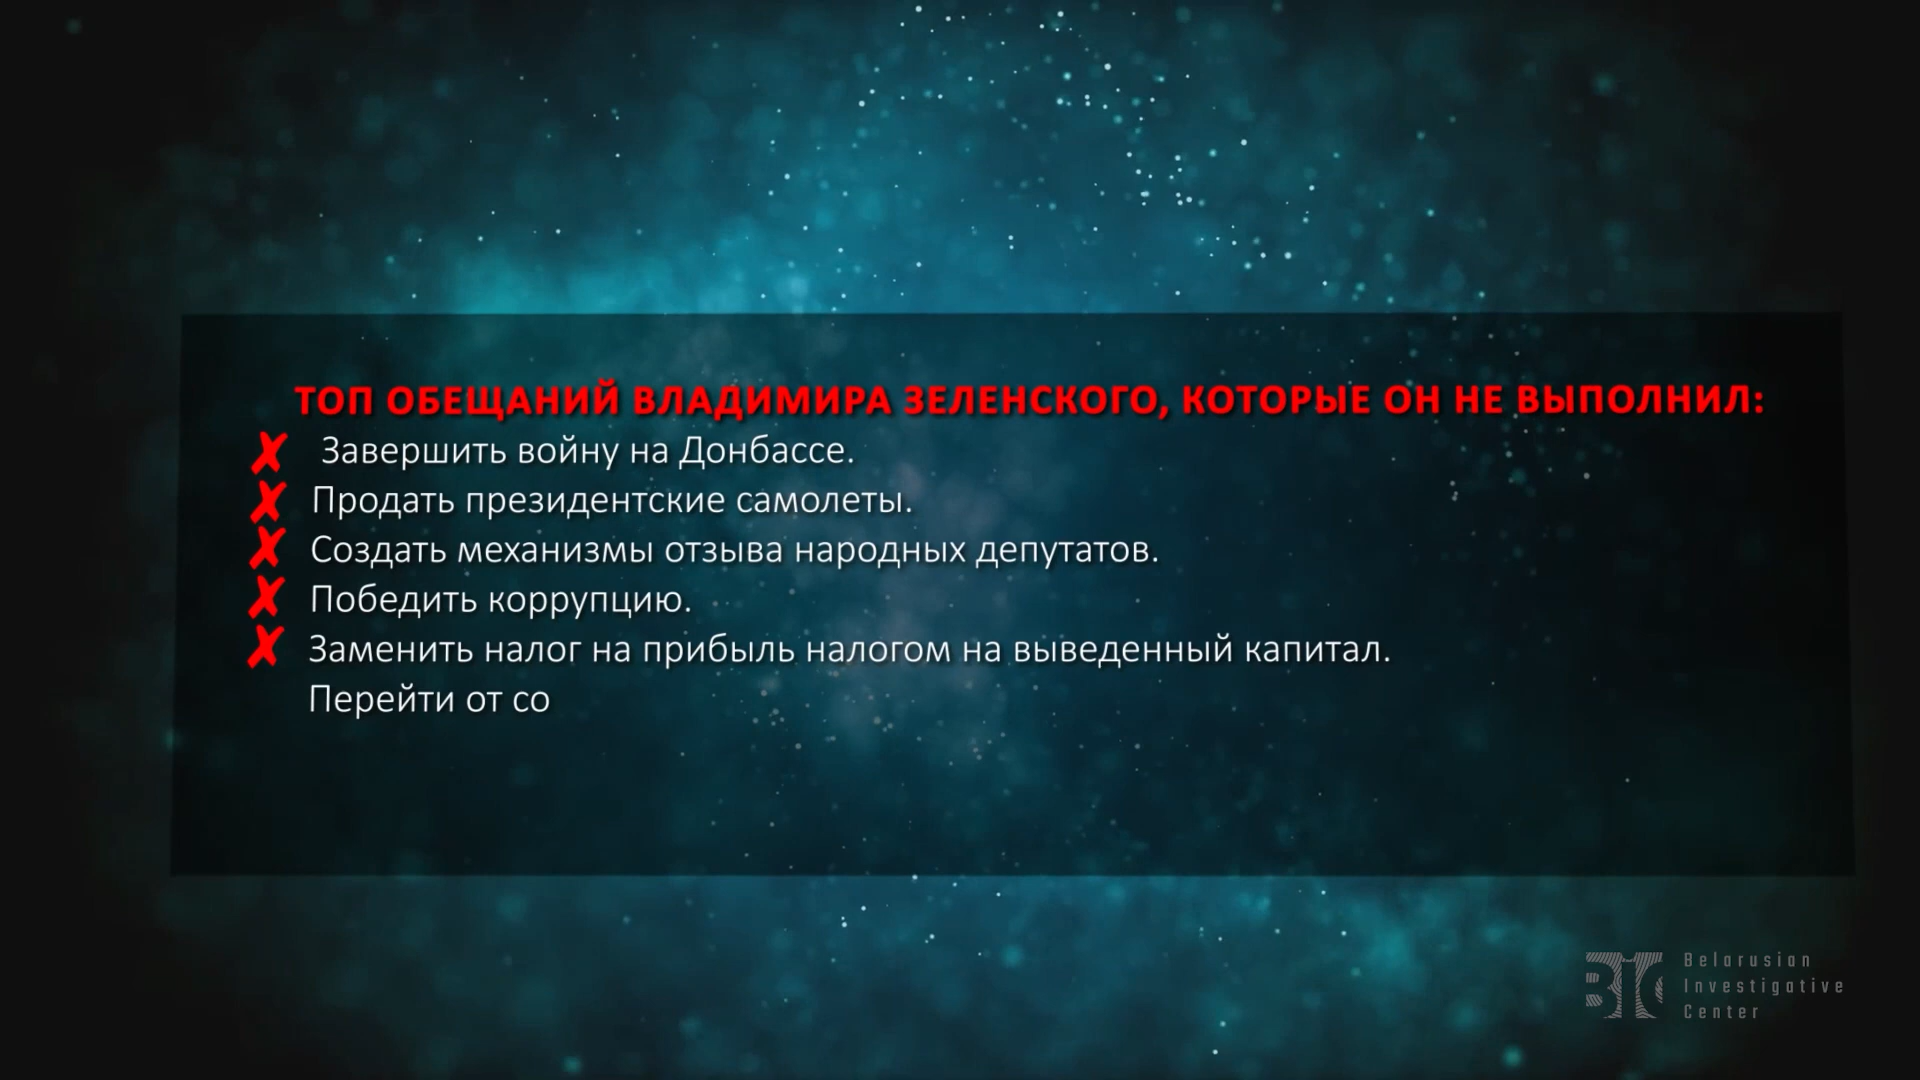 ТОП ОБЕЩАНИЙ ВЛАДИМИРА ЗЕЛЕНСКОГО, КОТОРЫЕ ОН НЕ ВЫПОЛНИЛ:
Завершить войну на Донбассе.
Продать президентские самолеты.
Создать механизмы отзыва народных депутатов.
Победить коррупцию.
Заменить налог на прибыль налогом на выведенный капитал.
Перейти от со
Belarusian
Investigative
Center